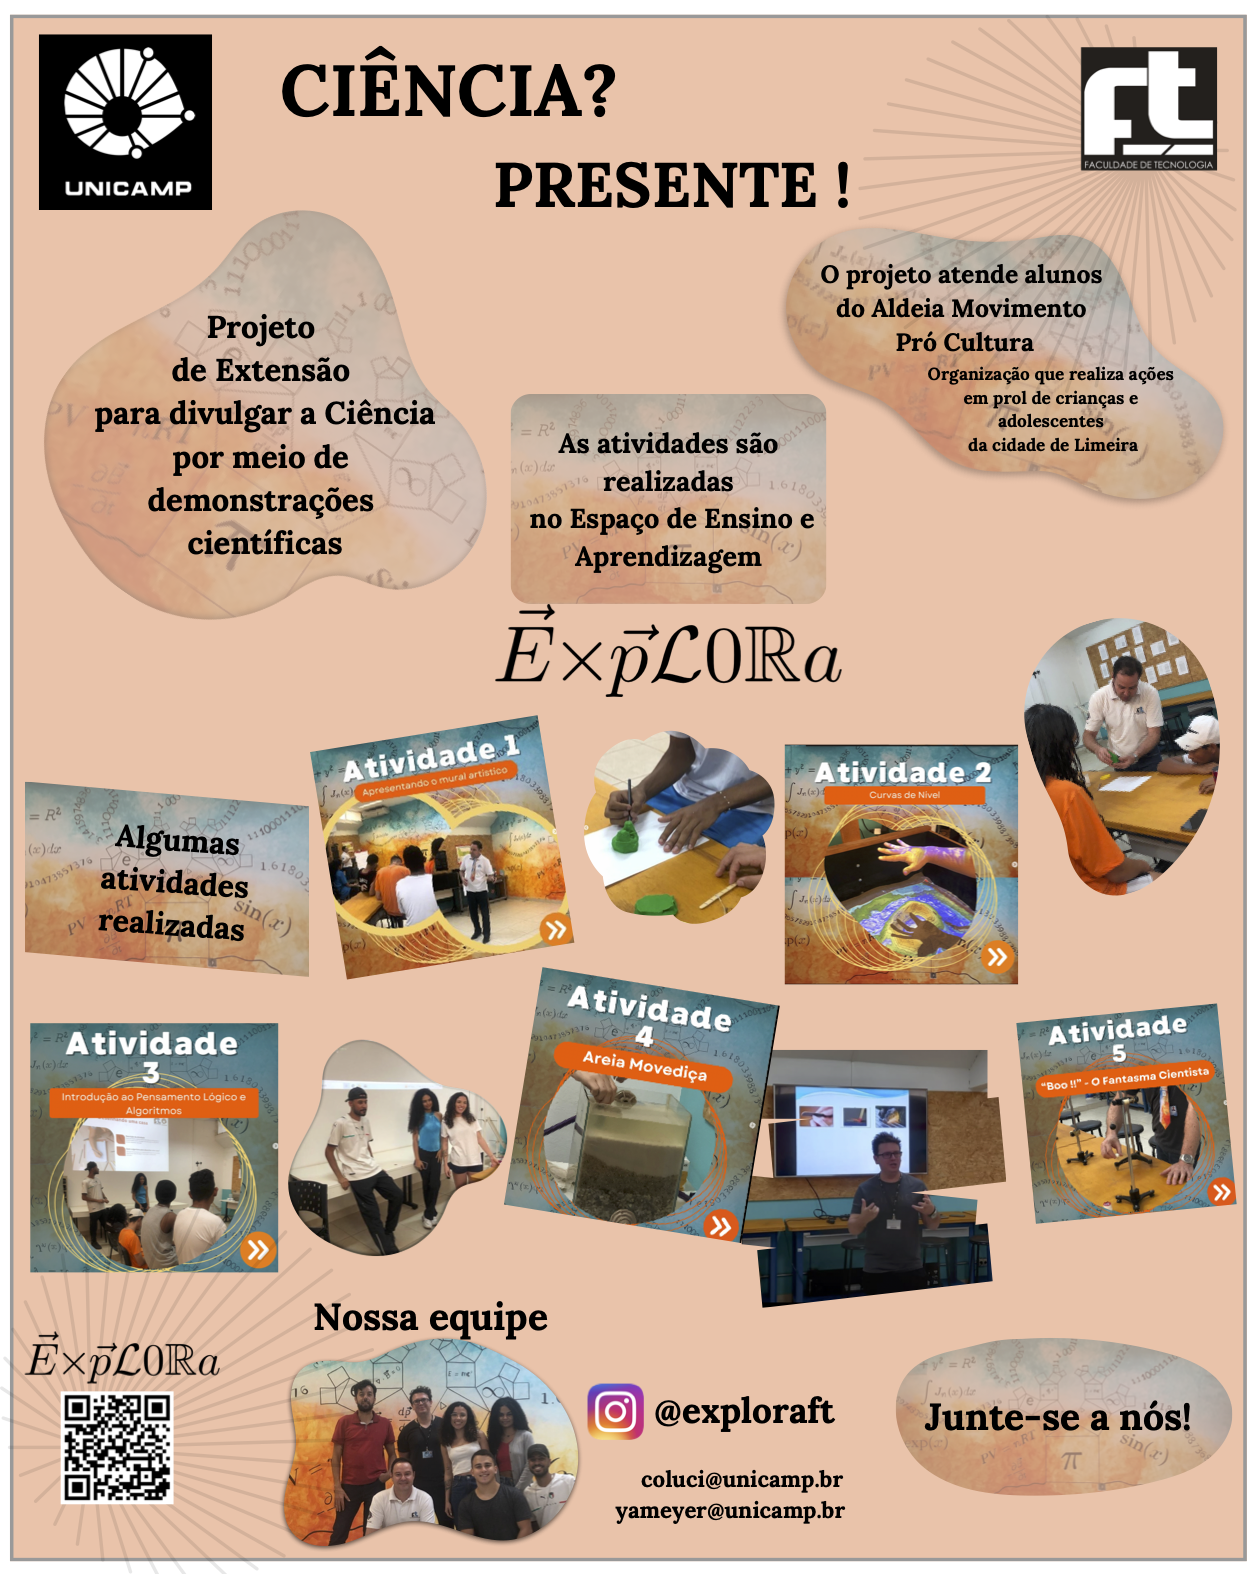 UNICAMP
CIÊNCIA?
PRESENTE !
FT
FACULDADE DE TECNOLOGIA
Projeto
de Extensão
para divulgar a Ciência
por meio de
demonstrações
científicas
O projeto atende alunos
do Aldeia Movimento
Pró Cultura
Organização que realiza ações
em prol de crianças e
adolescentes
da cidade de Limeira
As atividades são
realizadas
no Espaço de Ensino e
Aprendizagem
E⃗×p⃗ℒ0ℝa
Algumas
atividades
realizadas
Atividade 1
Apresentando o mural artístico
Atividade 2
Curvas de Nível
Atividade
3
Introdução ao Pensamento Lógico e
Algoritmos
Atividade
4
Areia Movediça
Atividade
5
“Boo !!” - O Fantasma Cientista
Nossa equipe
E⃗×p⃗ℒ0ℝa
@exploraft
coluci@unicamp.br
yameyer@unicamp.br
Junte-se a nós!